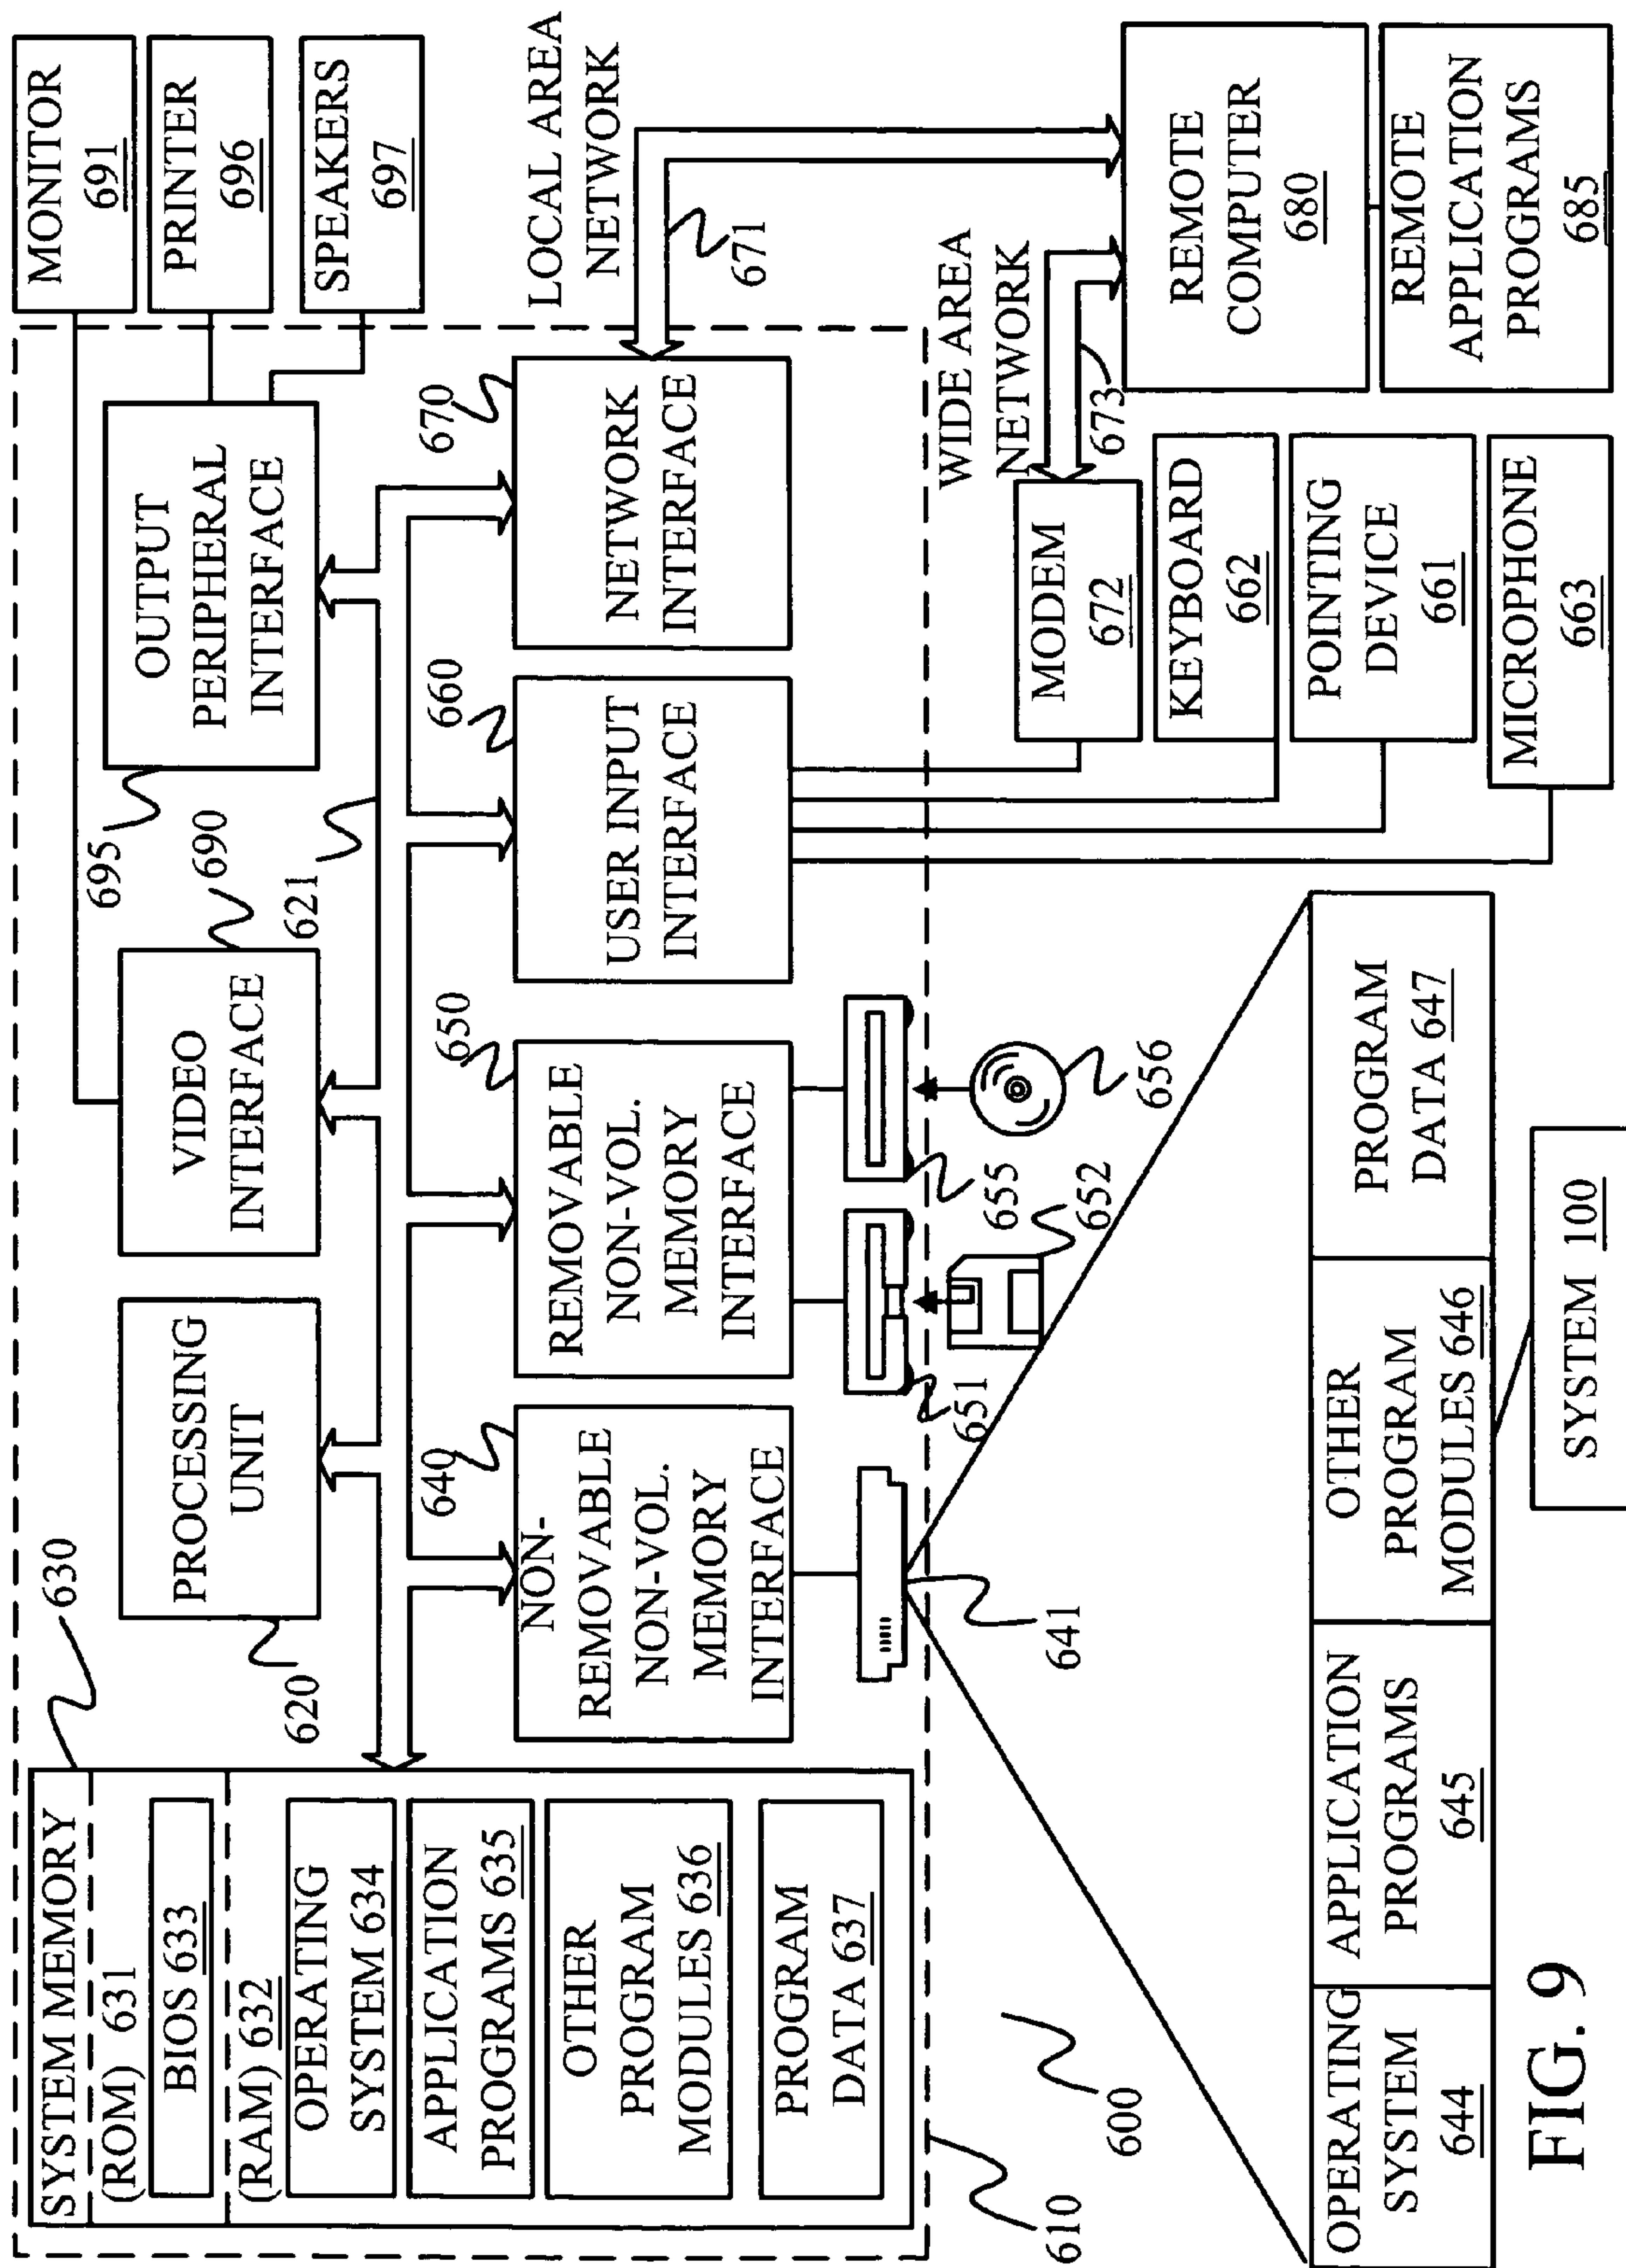 SYSTEM MEMORY
(ROM) 631
BIOS 633
(RAM) 632
OPERATING
SYSTEM 634
APPLICATION
PROGRAMS 635
OTHER
PROGRAM
MODULES 636
PROGRAM
DATA 637
630
620
PROCESSING
UNIT
VIDEO
INTERFACE
690
621
695
OUTPUT
PERIPHERAL
INTERFACE
MONITOR
691
PRINTER
696
SPEAKERS
697
640
NON-
REMOVABLE
NON-VOL.
MEMORY
INTERFACE
650
REMOVABLE
NON-VOL.
MEMORY
INTERFACE
660
USER INPUT
INTERFACE
670
NETWORK
INTERFACE
LOCAL AREA
NETWORK
671
WIDE AREA
NETWORK
673
641
651
652
655
656
610
600
MODEM
672
KEYBOARD
662
POINTING
DEVICE
661
MICROPHONE
663
REMOTE
COMPUTER
680
REMOTE
APPLICATION
PROGRAMS
685
OPERATING
SYSTEM
644
APPLICATION
PROGRAMS
645
OTHER
PROGRAM
MODULES 646
PROGRAM
DATA 647
SYSTEM 100
FIG. 9